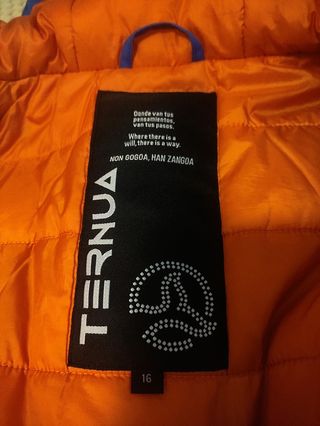 Donde van tus
pensamientos,
van tus pasos.
Where there is a
will, there is a way.
NON GOGOA, HAN ZANGOA
TERNUA
16